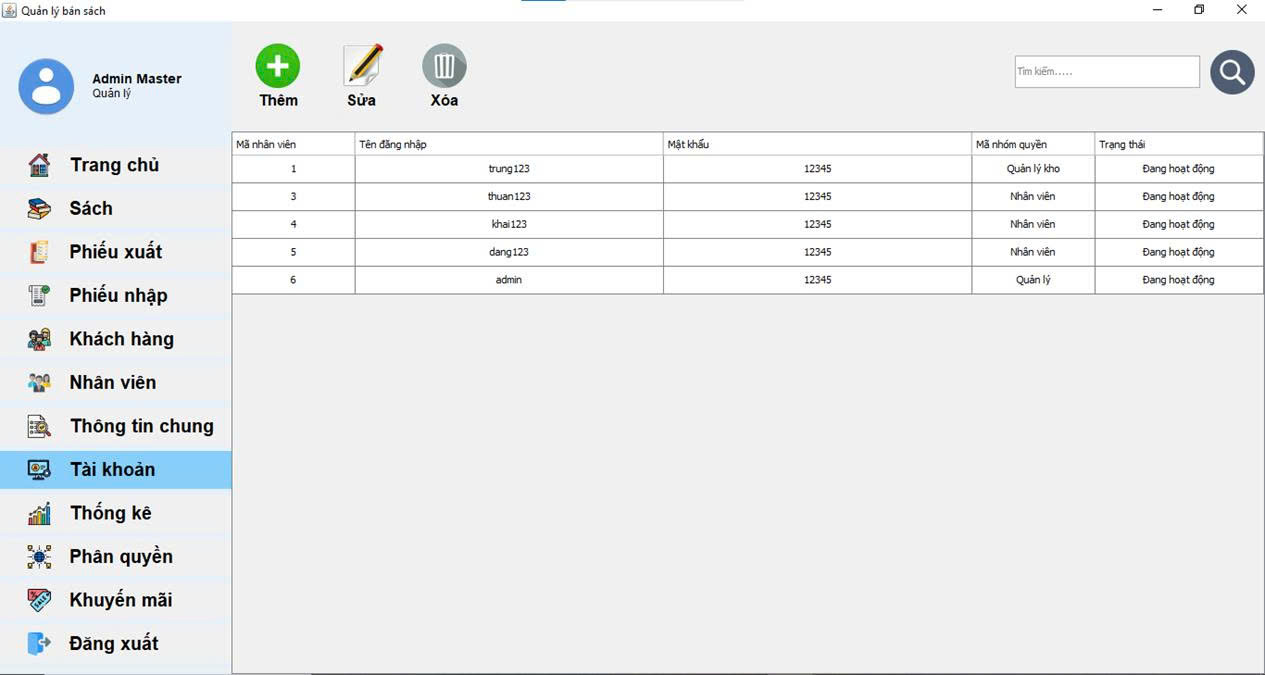 Quản lý bán sách
Admin Master
Quản lý
Thêm
Sửa
Xóa
Tìm kiếm.....
Trang chủ
Sách
Phiếu xuất
Phiếu nhập
Khách hàng
Nhân viên
Thông tin chung
Tài khoản
Thống kê
Phân quyền
Khuyến mãi
Đăng xuất
Mã nhân viên Tên đăng nhập Mật khẩu Mã nhóm quyền Trạng thái
1 trung123 12345 Quản lý kho Đang hoạt động
3 thuan123 12345 Nhân viên Đang hoạt động
4 khai123 12345 Nhân viên Đang hoạt động
5 dang123 12345 Nhân viên Đang hoạt động
6 admin 12345 Quản lý Đang hoạt động